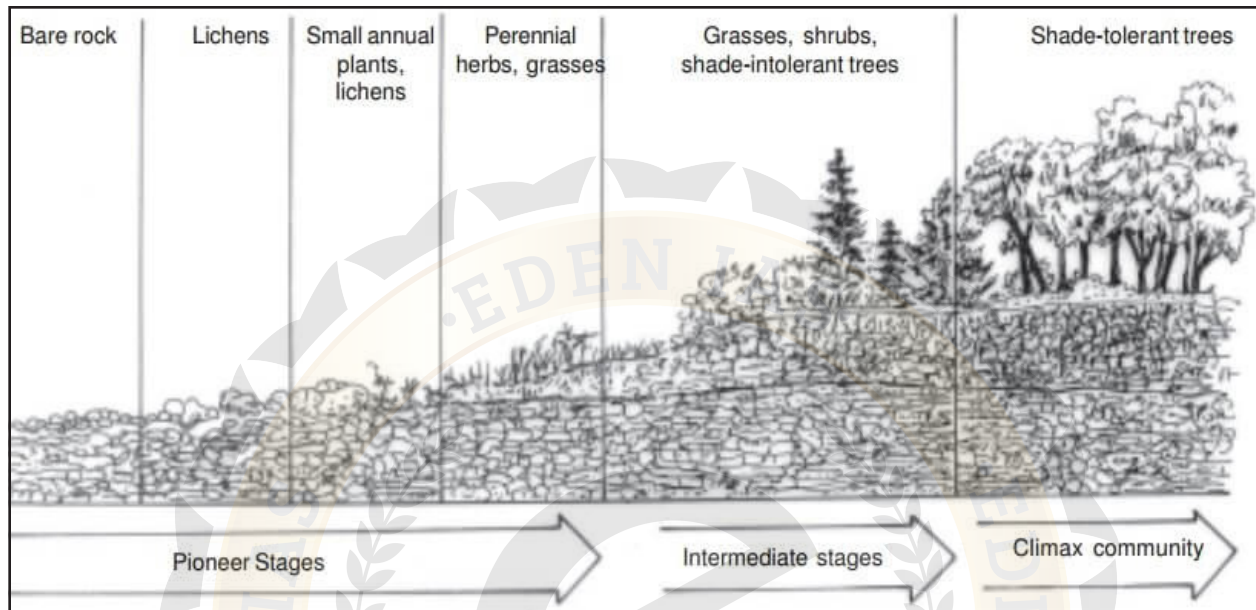 Bare rock
Lichens
Small annual
plants,
lichens
Perennial
herbs, grasses
Grasses, shrubs,
shade-intolerant trees
Shade-tolerant trees
EDEN
Pioneer Stages
Intermediate stages
Climax community